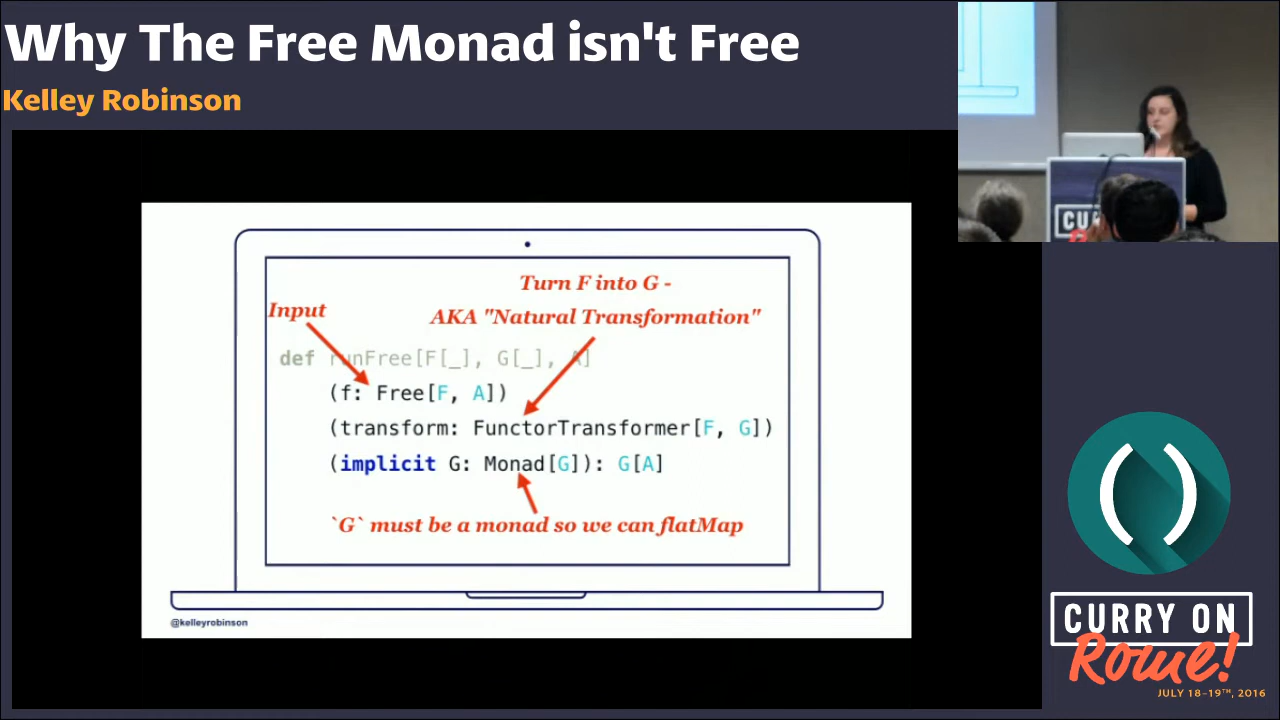 Why The Free Monad isn't Free
Kelley Robinson
Turn F into G -
Input
AKA "Natural Transformation"
def runFree[F[_], G[_], A]
(f: Free[F, A])
(transform: FunctorTransformer[F, G])
(implicit G: Monad[G]): G[A]
`G` must be a monad so we can flatMap
@kelleyrobinson
CU
()
CURRY ON
Rome!
JULY 18-19TH, 2016